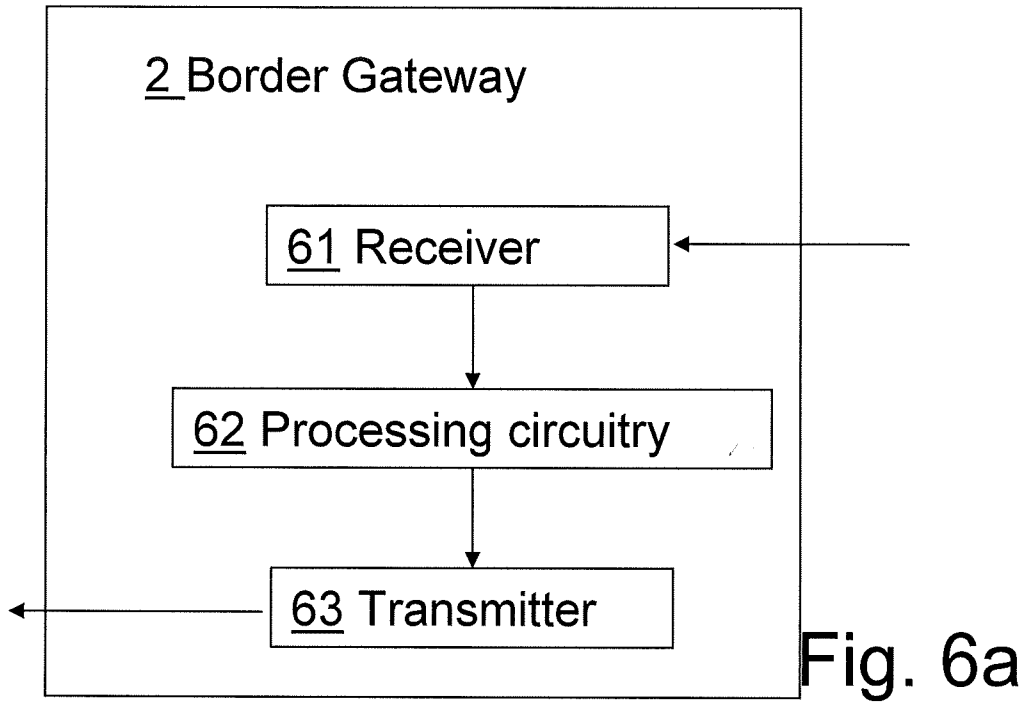 2 Border Gateway
61 Receiver
62 Processing circuitry
63 Transmitter
Fig. 6a